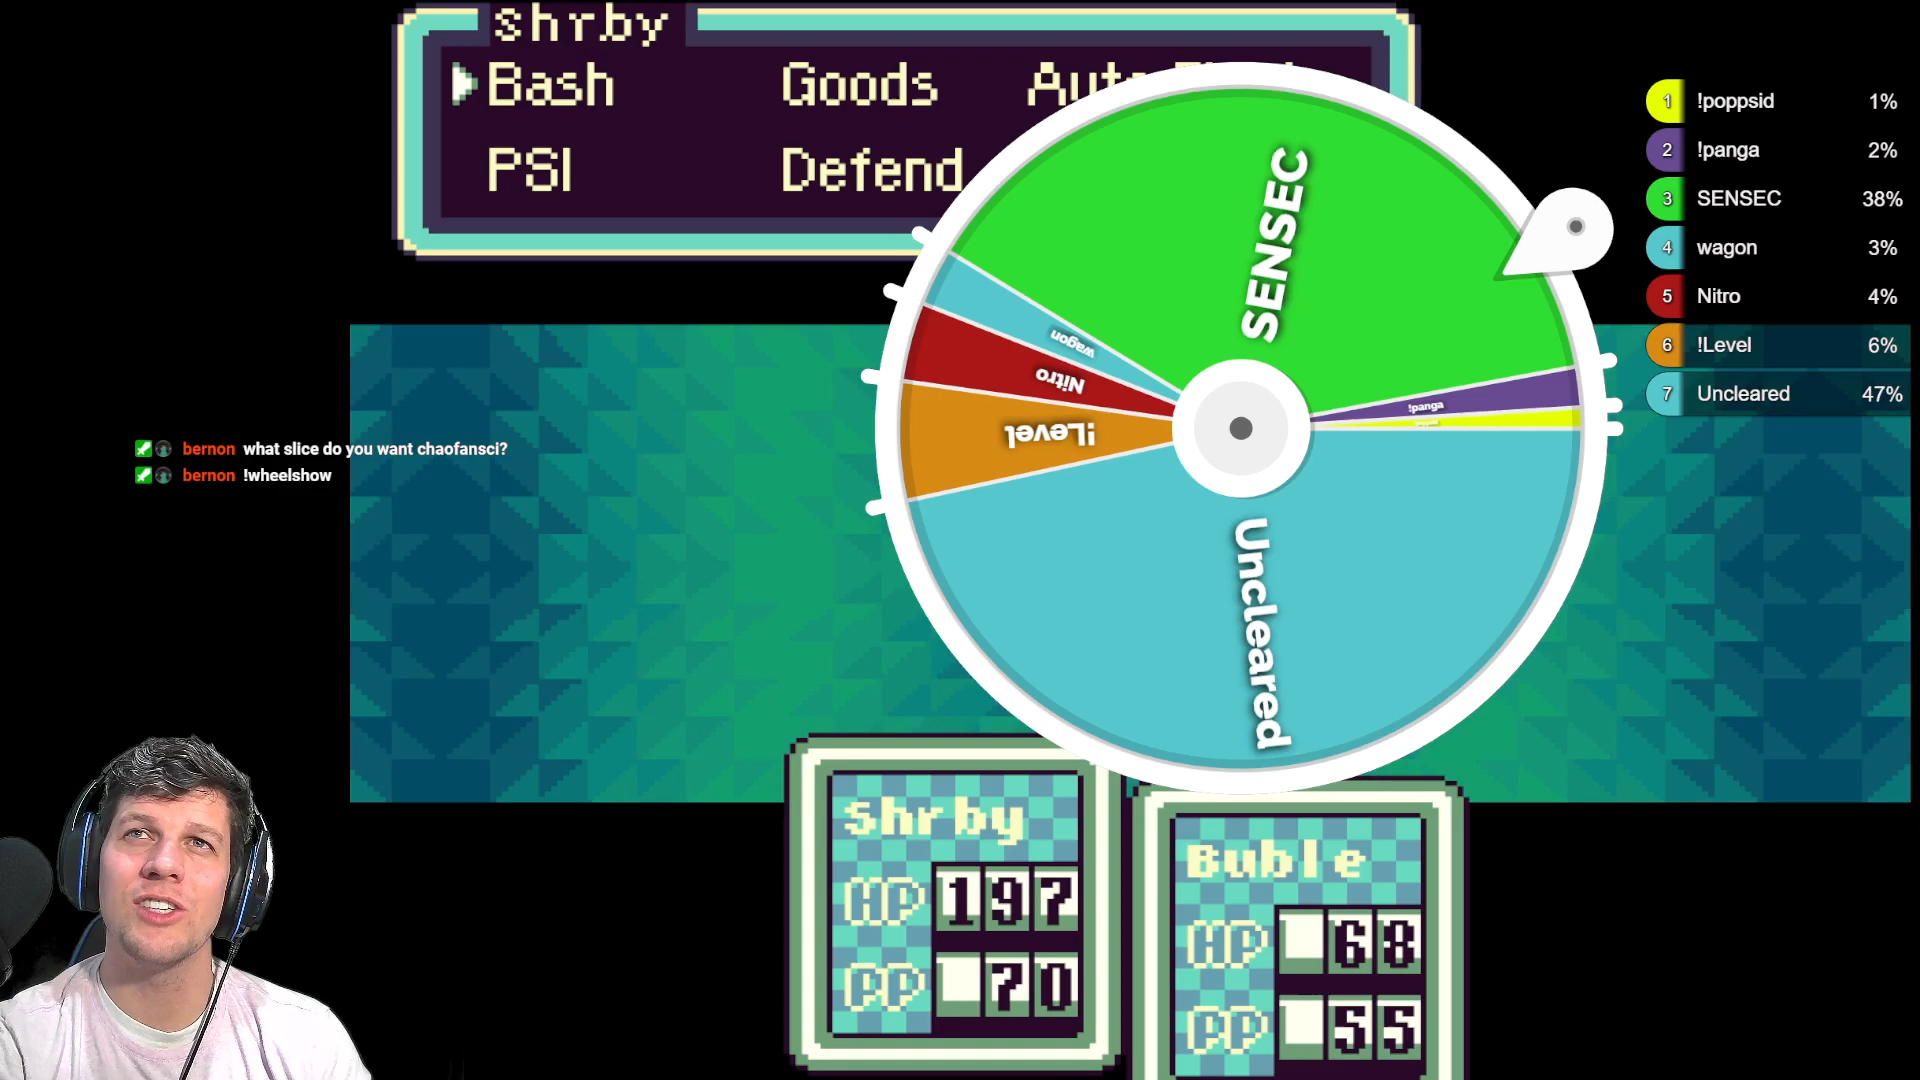 shrby
Bash Goods
PSI Defend
1 !poppsid 1%
2 !panga 2%
3 SENSEC 38%
4 wagon 3%
5 Nitro 4%
6 !Level 6%
7 Uncleared 47%
SENSEC
wagon
Nitro
!Level
!panga
Uncleared
bernon what slice do you want chaofansci?
bernon !wheelshow
Shrby
HP 197
PP 70
Buble
HP 68
PP 55